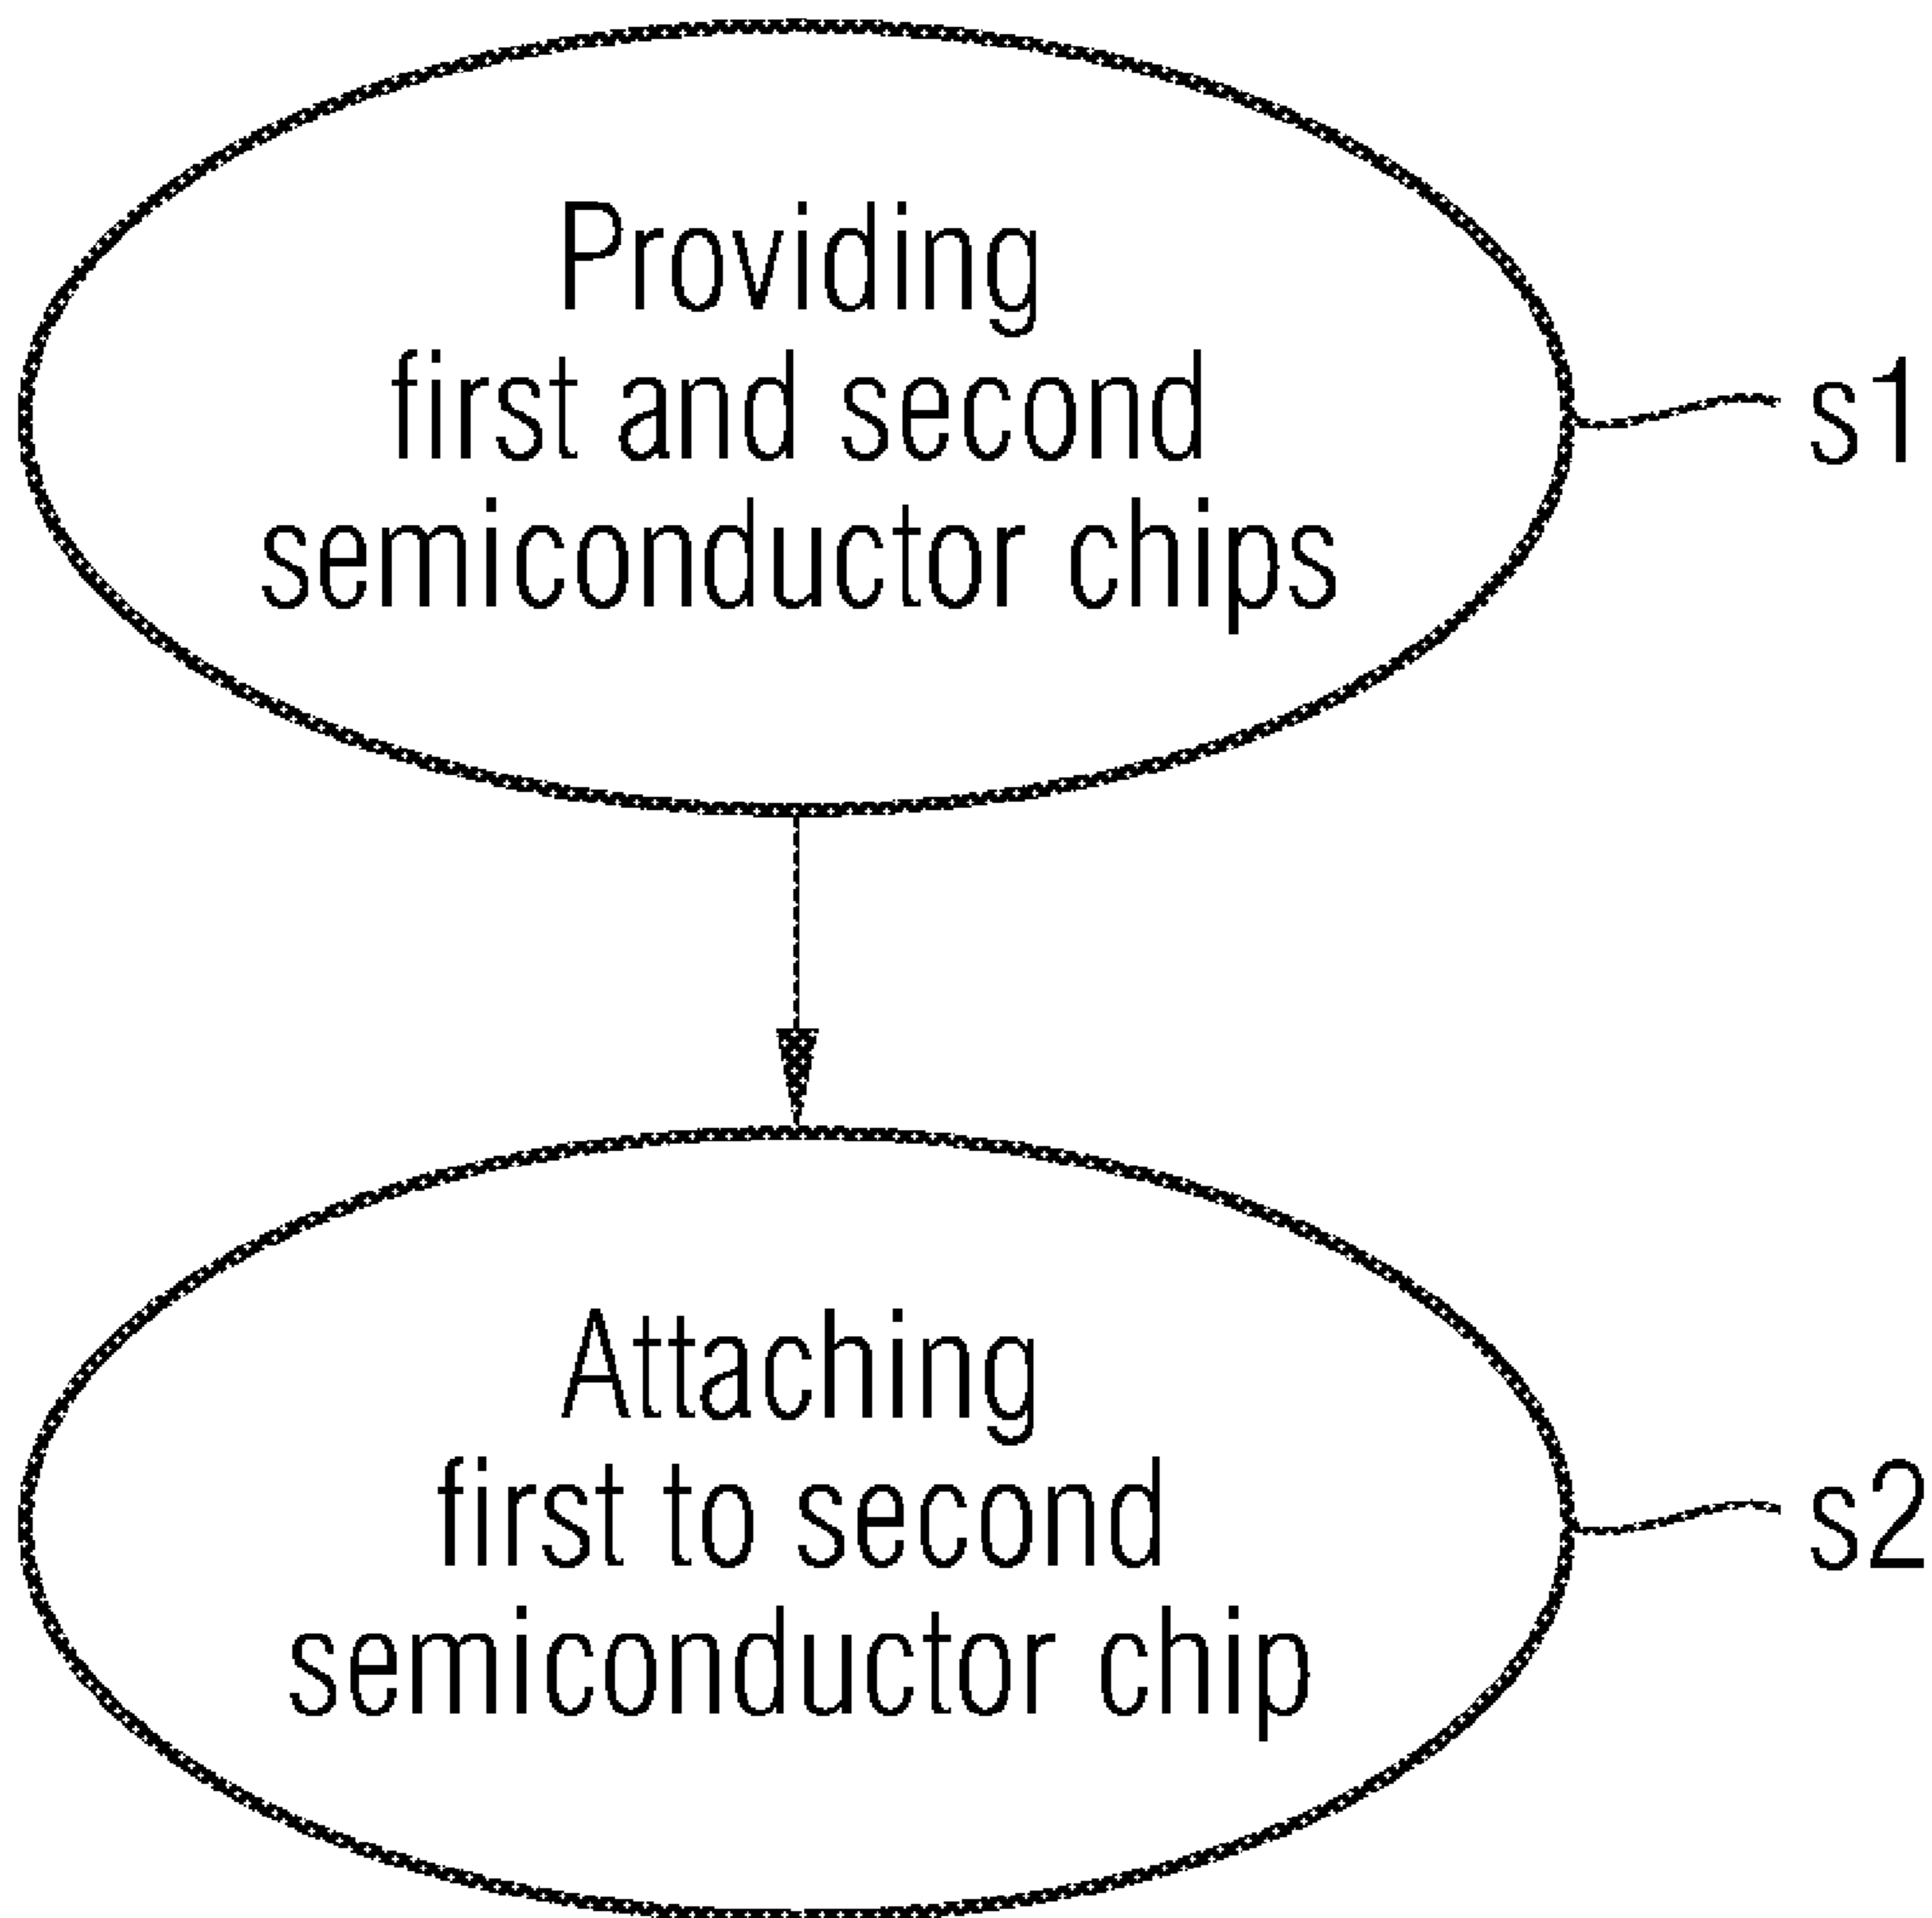 Providing
first and second
semiconductor chips
s1
Attaching
first to second
semiconductor chip
s2